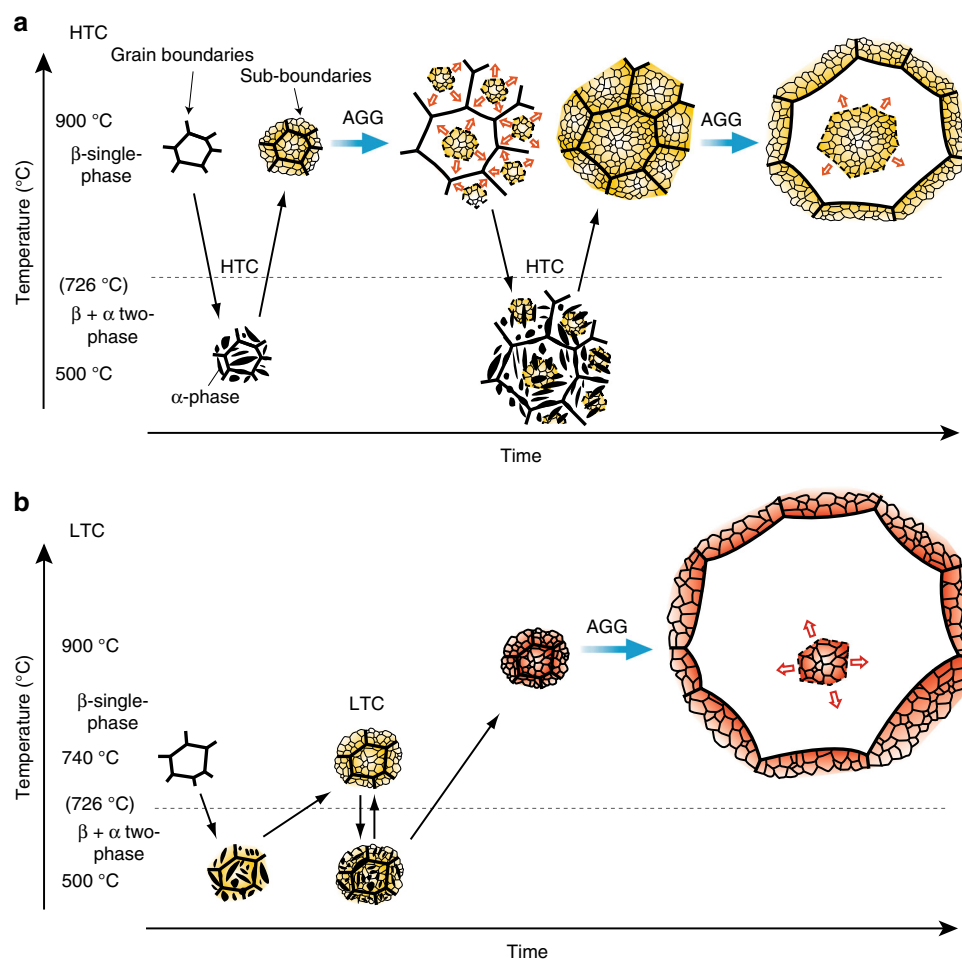 a
HTC
Grain boundaries
Sub-boundaries
AGG
AGG
900 °C
β-single-
phase
Temperature (°C)
HTC
HTC
(726 °C)
β + α two-
phase
500 °C
α-phase
Time
b
LTC
900 °C
AGG
Temperature (°C)
β-single-
phase
LTC
740 °C
(726 °C)
β + α two-
phase
500 °C
Time